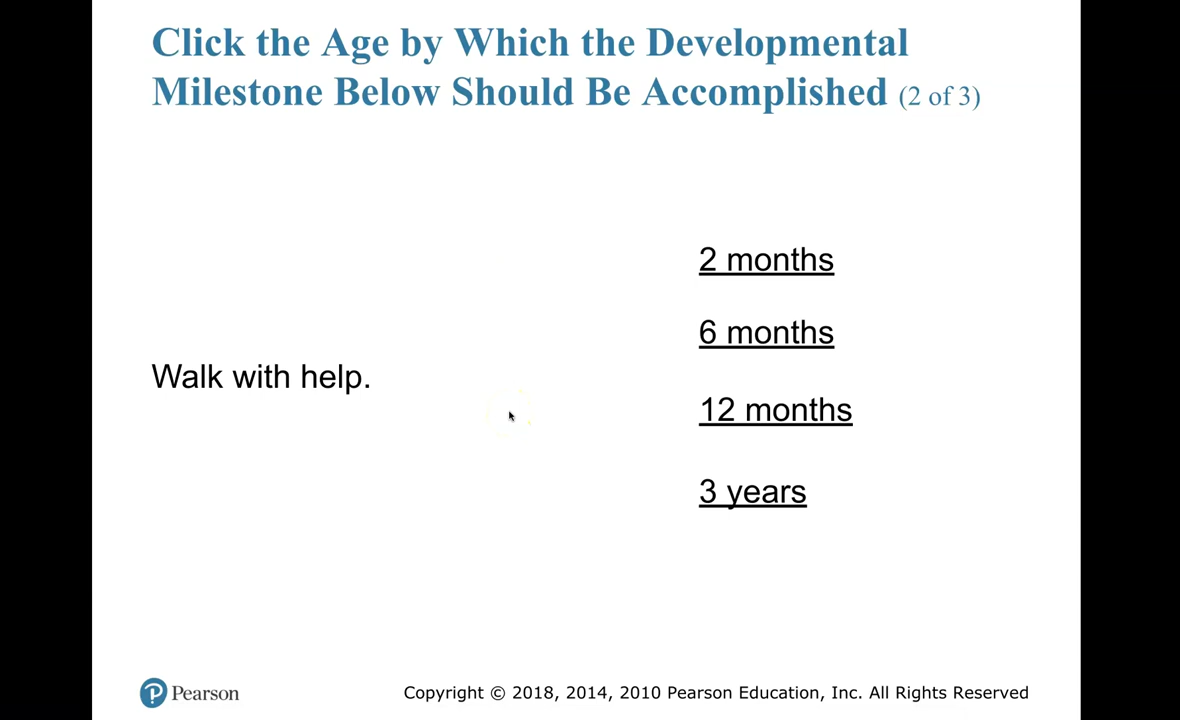 Click the Age by Which the Developmental
Milestone Below Should Be Accomplished (2 of 3)
2 months
6 months
Walk with help.
12 months
3 years
Pearson
Copyright © 2018, 2014, 2010 Pearson Education, Inc. All Rights Reserved